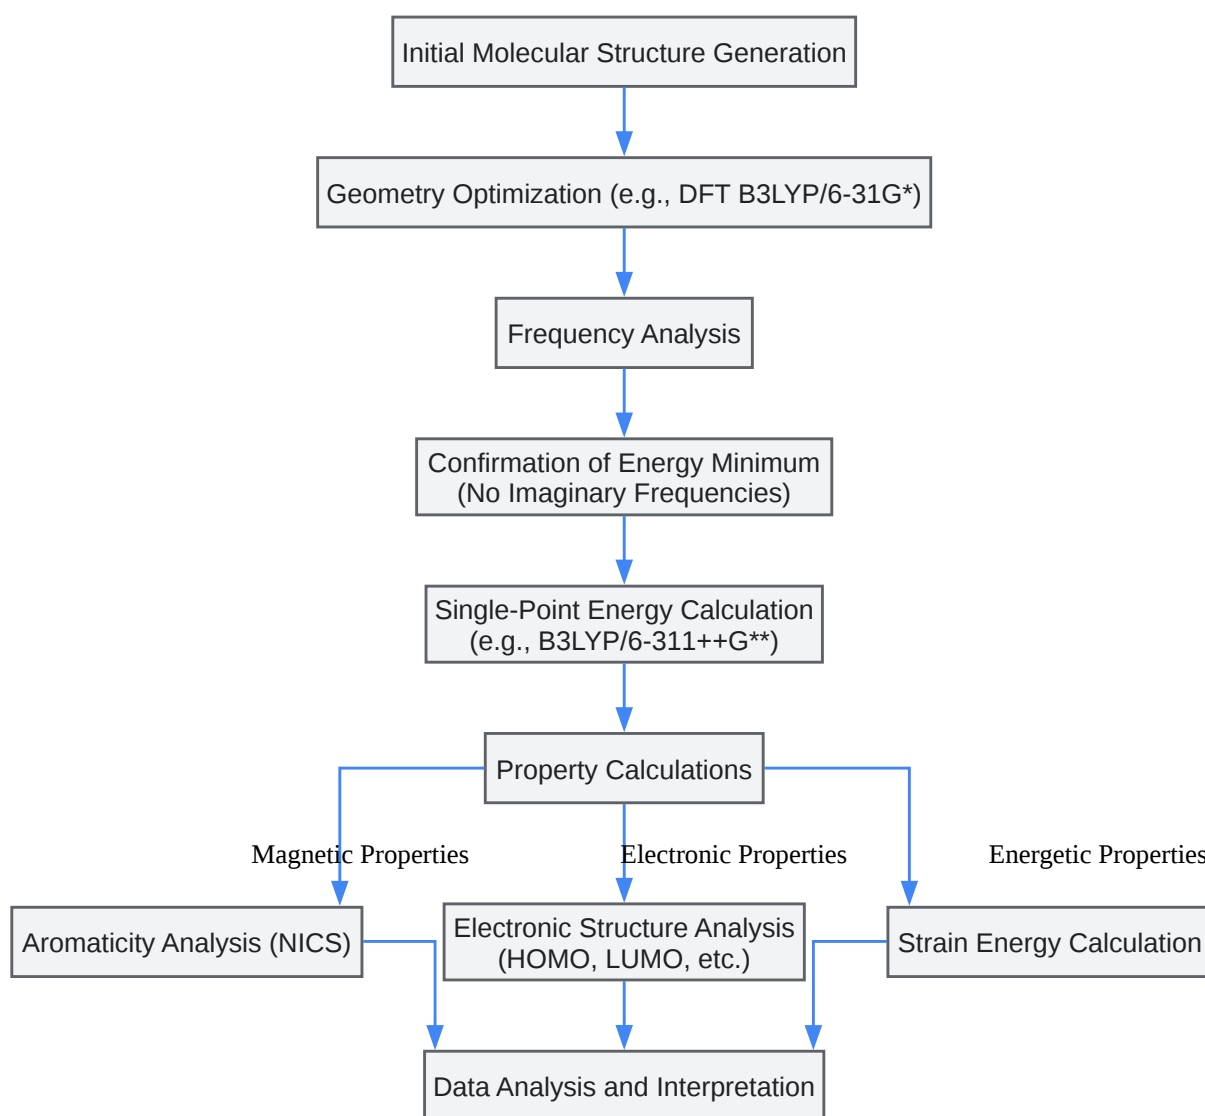 Initial Molecular Structure Generation
Geometry Optimization (e.g., DFT B3LYP/6-31G*)
Frequency Analysis
Confirmation of Energy Minimum
(No Imaginary Frequencies)
Single-Point Energy Calculation
(e.g., B3LYP/6-311++G**)
Property Calculations
Magnetic Properties
Electronic Properties
Energetic Properties
Aromaticity Analysis (NICS)
Electronic Structure Analysis
(HOMO, LUMO, etc.)
Strain Energy Calculation
Data Analysis and Interpretation